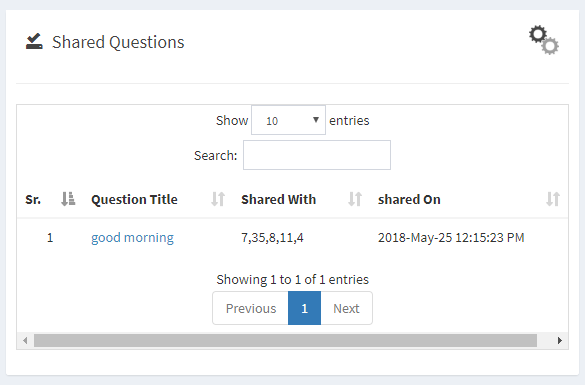 Shared Questions
Show 10 entries
Search:
Sr. Question Title Shared With shared On
1 good morning 7,35,8,11,4 2018-May-25 12:15:23 PM
Showing 1 to 1 of 1 entries
Previous 1 Next